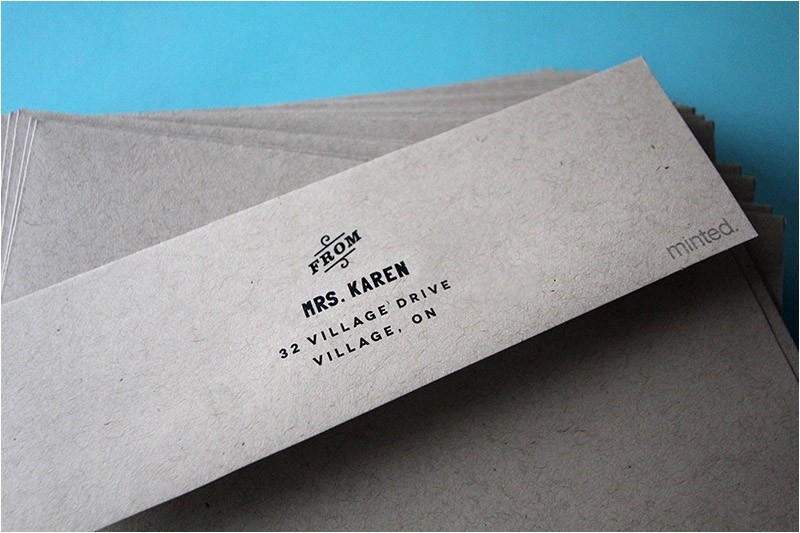 FROM
MRS. KAREN
32 VILLAGE DRIVE
VILLAGE, ON
minted.